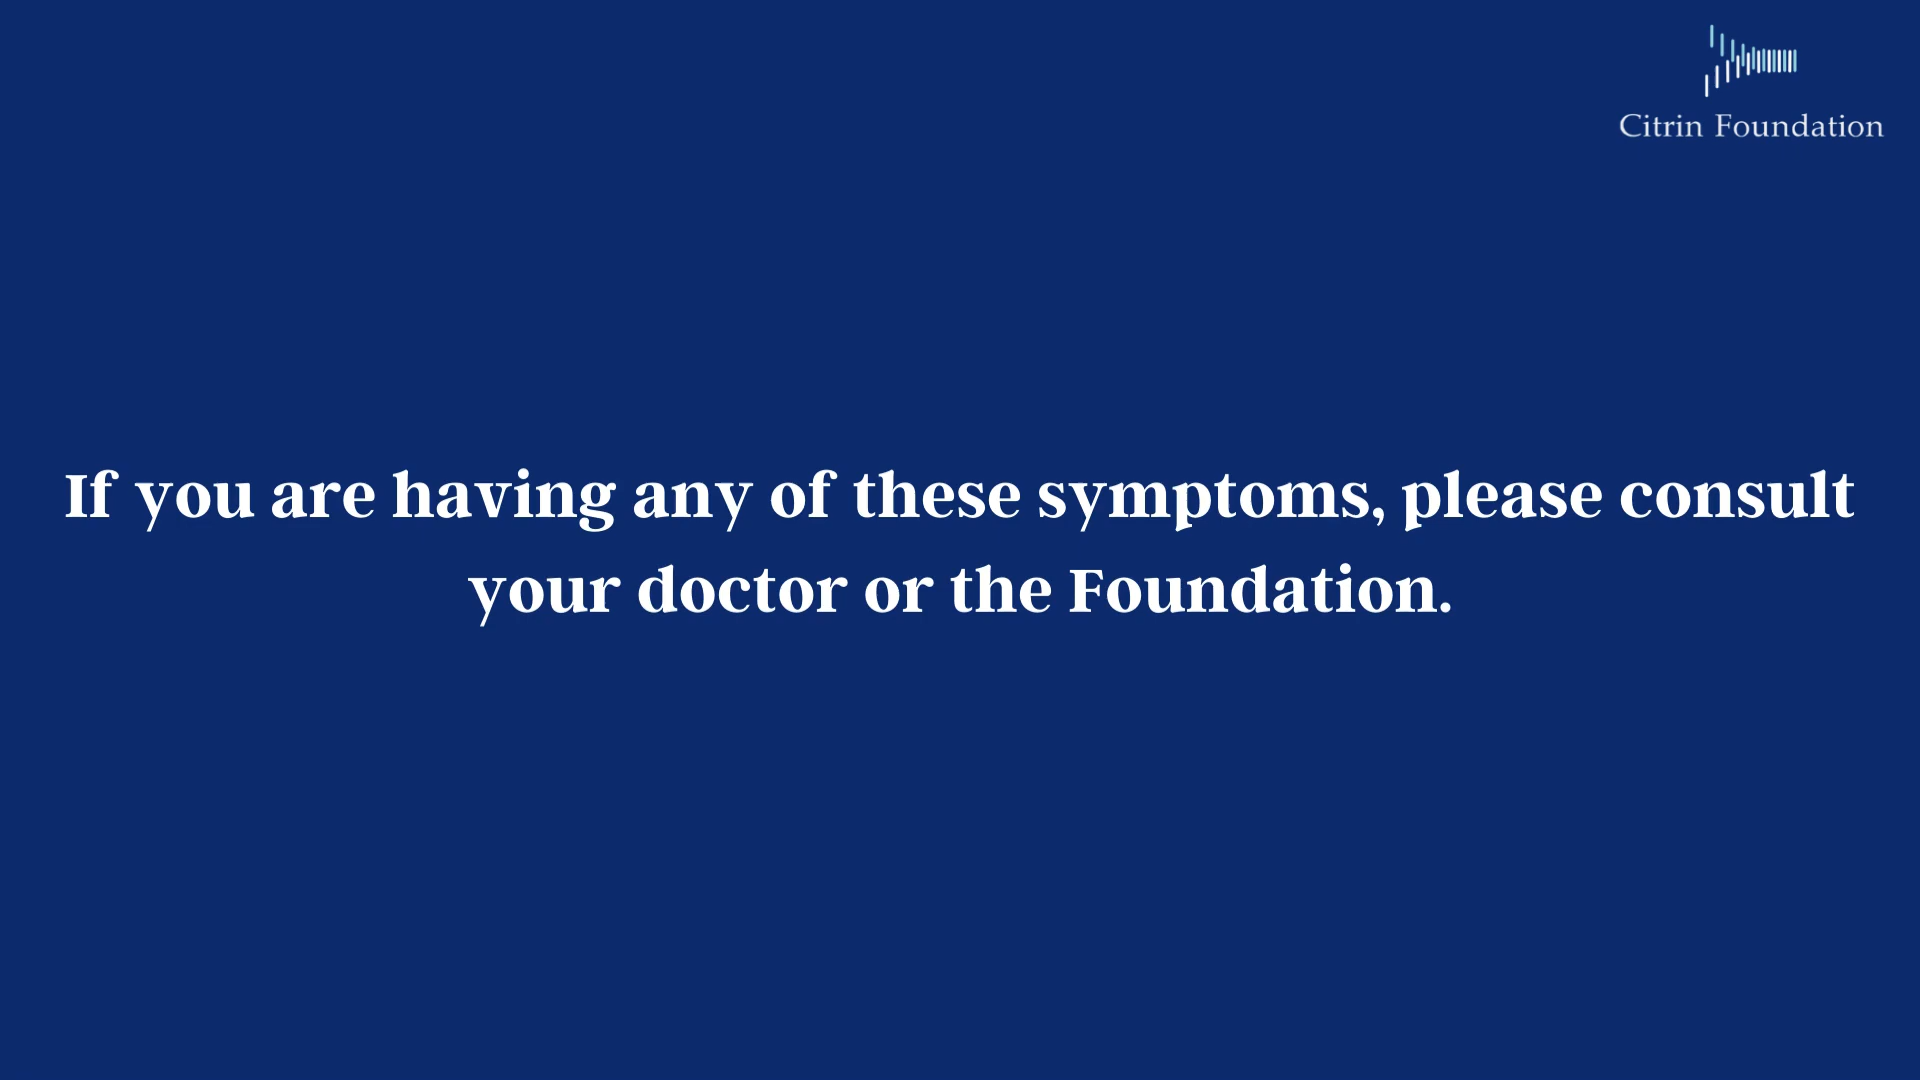 Citrin Foundation
If you are having any of these symptoms, please consult
your doctor or the Foundation.